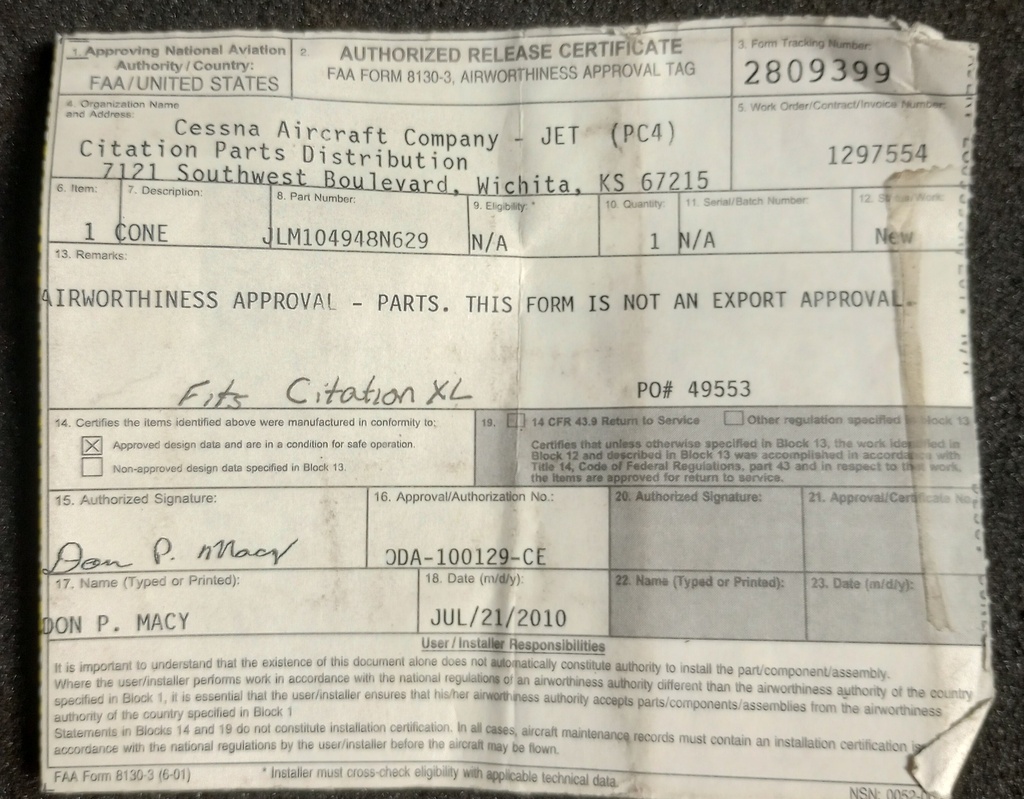 1. Approving National Aviation
Authority/Country:
FAA/UNITED STATES
2.
AUTHORIZED RELEASE CERTIFICATE
FAA FORM 8130-3, AIRWORTHINESS APPROVAL TAG
3. Form Tracking Number:
2809399
4. Organization Name
and Address:
Cessna Aircraft Company - JET (PC4)
Citation Parts Distribution
7121 Southwest Boulevard, Wichita, KS 67215
5. Work Order/Contract/Invoice Number:
1297554
6. Item:
1
7. Description:
CONE
8. Part Number:
JLM104948N629
9. Eligibility: *
N/A
10. Quantity:
1
11. Serial/Batch Number:
N/A
12. Status/Work:
New
13. Remarks:
AIRWORTHINESS APPROVAL - PARTS. THIS FORM IS NOT AN EXPORT APPROVAL.
Fits Citation XL
PO# 49553
14. Certifies the items identified above were manufactured in conformity to:
Approved design data and are in a condition for safe operation.
Non-approved design data specified in Block 13.
19. 14 CFR 43.9 Return to Service Other regulation specified Block 13
Certifies that unless otherwise specified in Block 13, the work identified in
Block 12 and described in Block 13 was accomplished in accordance with
Title 14, Code of Federal Regulations, part 43 and in respect to that work,
the items are approved for return to service.
15. Authorized Signature:
Don P. Macy
16. Approval/Authorization No.:
ODA-100129-CE
20. Authorized Signature:
21. Approval/Certificate No.
17. Name (Typed or Printed):
DON P. MACY
18. Date (m/d/y):
JUL/21/2010
22. Name (Typed or Printed):
23. Date (m/d/y):
User/Installer Responsibilities
It is important to understand that the existence of this document alone does not automatically constitute authority to install the part/component/assembly.
Where the user/installer performs work in accordance with the national regulations of an airworthiness authority different than the airworthiness authority of the country
specified in Block 1, it is essential that the user/installer ensures that his/her airworthiness authority accepts parts/components/assemblies from the airworthiness
authority of the country specified in Block 1
Statements in Blocks 14 and 19 do not constitute installation certification. In all cases, aircraft maintenance records must contain an installation certification
accordance with the national regulations by the user/installer before the aircraft may be flown.
FAA Form 8130-3 (6-01)
* Installer must cross-check eligibility with applicable technical data.
NSN: 0052-